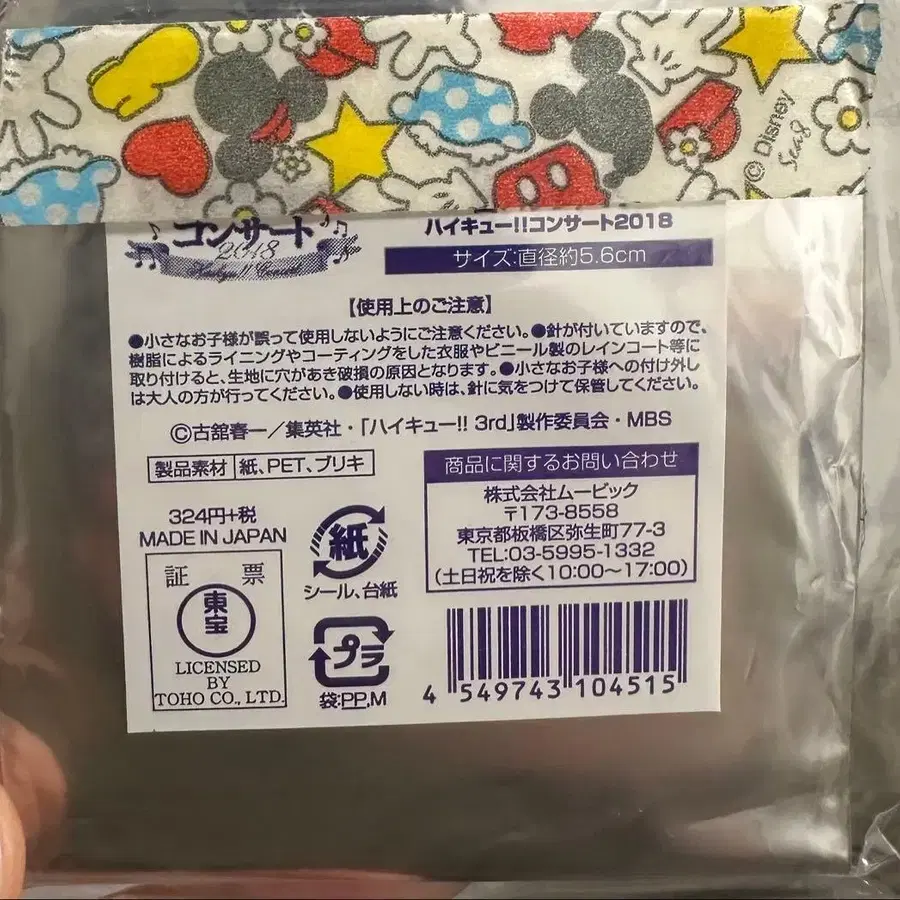 © Disney
Sea8
コンサート
2018
Haikyu!! Concert
ハイキュー!!コンサート2018
サイズ:直径約5.6cm
【使用上のご注意】
●小さなお子様が誤って使用しないようにご注意ください。●針が付いていますので、
樹脂によるライニングやコーティングをした衣服やビニール製のレインコート等に
取り付けると、生地に穴があき破損の原因となります。●小さなお子様への付け外し
は大人の方が行ってください。●使用しない時は、針に気をつけて保管してください。
©古舘春一／集英社・「ハイキュー!! 3rd」製作委員会・MBS
製品素材 紙、PET、ブリキ
324円+税
MADE IN JAPAN
証 票
東宝
LICENSED
BY
TOHO CO., LTD.
紙
シール、台紙
プラ
袋:PP,M
商品に関するお問い合わせ
株式会社ムービック
〒173-8558
東京都板橋区弥生町77-3
TEL:03-5995-1332
(土日祝を除く10:00～17:00)
4 549743 104515